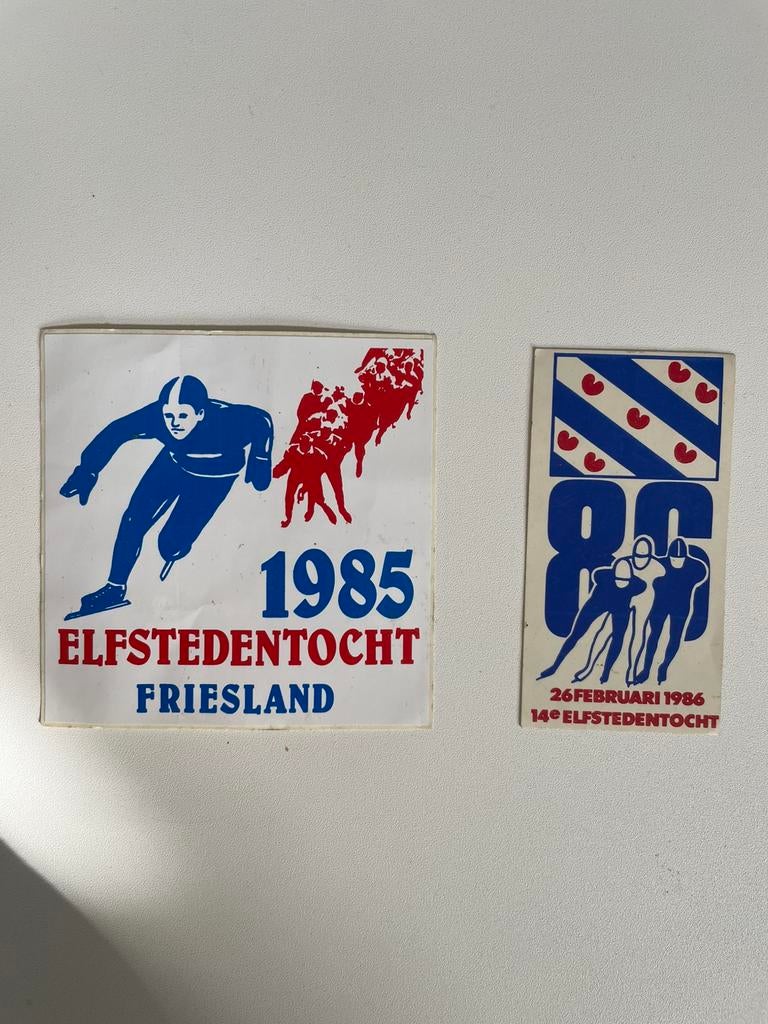 1985
ELFSTEDENTOCHT
FRIESLAND
86
26 FEBRUARI 1986
14e ELFSTEDENTOCHT